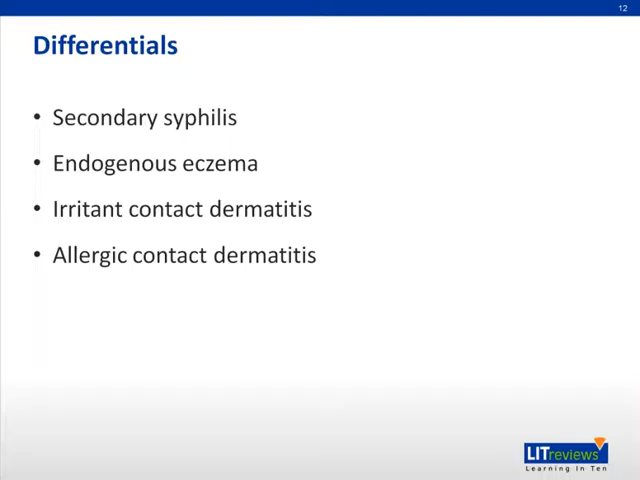 12
Differentials
• Secondary syphilis
• Endogenous eczema
• Irritant contact dermatitis
• Allergic contact dermatitis
LITreviews
Learning In Ten